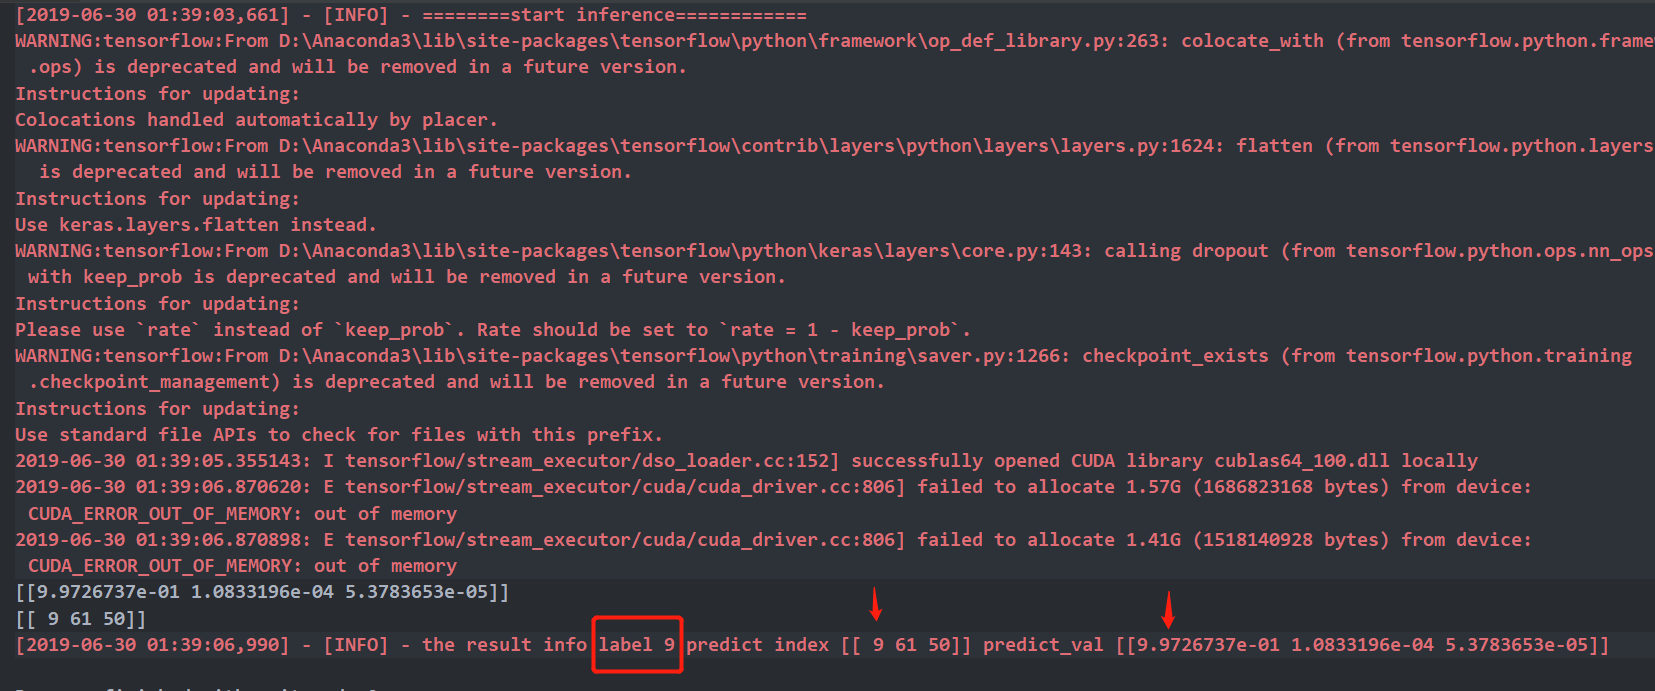 [2019-06-30 01:39:03,661] - [INFO] - ========start inference============
WARNING:tensorflow:From D:\Anaconda3\lib\site-packages\tensorflow\python\framework\op_def_library.py:263: colocate_with (from tensorflow.python.frame
.ops) is deprecated and will be removed in a future version.
Instructions for updating:
Colocations handled automatically by placer.
WARNING:tensorflow:From D:\Anaconda3\lib\site-packages\tensorflow\contrib\layers\python\layers\layers.py:1624: flatten (from tensorflow.python.layers
is deprecated and will be removed in a future version.
Instructions for updating:
Use keras.layers.flatten instead.
WARNING:tensorflow:From D:\Anaconda3\lib\site-packages\tensorflow\python\keras\layers\core.py:143: calling dropout (from tensorflow.python.ops.nn_ops
with keep_prob is deprecated and will be removed in a future version.
Instructions for updating:
Please use `rate` instead of `keep_prob`. Rate should be set to `rate = 1 - keep_prob`.
WARNING:tensorflow:From D:\Anaconda3\lib\site-packages\tensorflow\python\training\saver.py:1266: checkpoint_exists (from tensorflow.python.training
.checkpoint_management) is deprecated and will be removed in a future version.
Instructions for updating:
Use standard file APIs to check for files with this prefix.
2019-06-30 01:39:05.355143: I tensorflow/stream_executor/dso_loader.cc:152] successfully opened CUDA library cublas64_100.dll locally
2019-06-30 01:39:06.870620: E tensorflow/stream_executor/cuda/cuda_driver.cc:806] failed to allocate 1.57G (1686823168 bytes) from device:
CUDA_ERROR_OUT_OF_MEMORY: out of memory
2019-06-30 01:39:06.870898: E tensorflow/stream_executor/cuda/cuda_driver.cc:806] failed to allocate 1.41G (1518140928 bytes) from device:
CUDA_ERROR_OUT_OF_MEMORY: out of memory
[[9.9726737e-01 1.0833196e-04 5.3783653e-05]]
[[ 9 61 50]]
[2019-06-30 01:39:06,990] - [INFO] - the result info label 9 predict index [[ 9 61 50]] predict_val [[9.9726737e-01 1.0833196e-04 5.3783653e-05]]